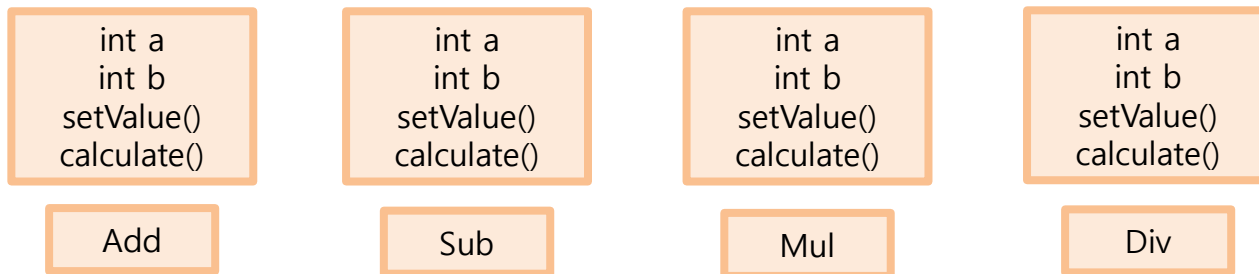 int a
int b
setValue()
calculate()
int a
int b
setValue()
calculate()
int a
int b
setValue()
calculate()
int a
int b
setValue()
calculate()
Add
Sub
Mul
Div